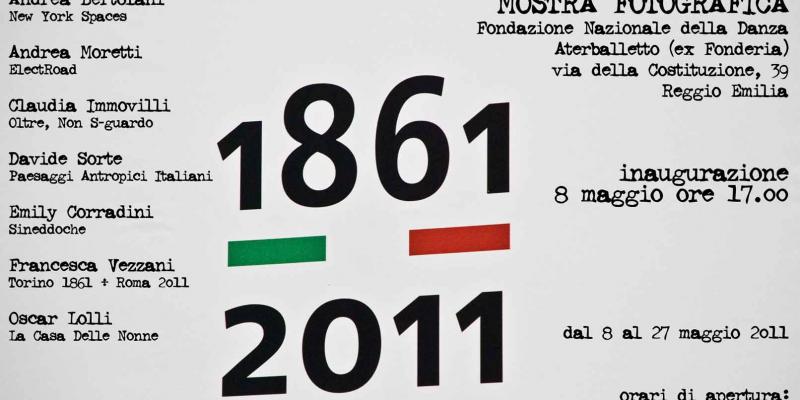 Andrea Bertolani
New York Spaces
Andrea Moretti
ElectRoad
Claudia Immovilli
Oltre, Non S-guardo
Davide Sorte
Paesaggi Antropici Italiani
Emily Corradini
Sineddoche
Francesca Vezzani
Torino 1861 + Roma 2011
Oscar Lolli
La Casa Delle Nonne
1861
2011
MOSTRA FOTOGRAFICA
Fondazione Nazionale della Danza
Aterballetto (ex Fonderia)
via della Costituzione, 39
Reggio Emilia
inaugurazione
8 maggio ore 17.00
dal 8 al 27 maggio 2011
orari di apertura: